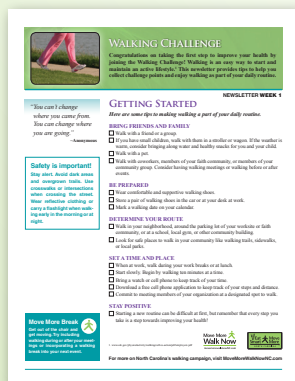 WALKING CHALLENGE
Congratulations on taking the first step to improve your health by
joining the Walking Challenge! Walking is an easy way to start and
maintain an active lifestyle.¹ This newsletter provides tips to help you
collect challenge points and enjoy walking as part of your daily routine.
NEWSLETTER WEEK 1
"You can't change
where you came from.
You can change where
you are going."
~Anonymous
Safety is important!
Stay alert. Avoid dark areas
and overgrown trails. Use
crosswalks or intersections
when crossing the street.
Wear reflective clothing or
carry a flashlight when walk-
ing early in the morning or at
night.
Move More Break
Get out of the chair and
get moving. Try including
walking during or after your meet-
ings or incorporating a walking
break into your next event.
GETTING STARTED
Here are some tips to making walking a part of your daily routine.
BRING FRIENDS AND FAMILY
Walk with a friend or a group.
If you have small children, walk with them in a stroller or wagon. If the weather is
warm, consider bringing along water and healthy snacks for you and your child.
Walk with a pet.
Walk with coworkers, members of your faith community, or members of your
community group. Consider having walking meetings or walking before or after
events.
BE PREPARED
Wear comfortable and supportive walking shoes.
Store a pair of walking shoes in the car or at your desk at work.
Mark a walking date on your calendar.
DETERMINE YOUR ROUTE
Walk in your neighborhood, around the parking lot of your worksite or faith
community, or at a school, local gym, or other community building.
Look for safe places to walk in your community like walking trails, sidewalks,
or local parks.
SET A TIME AND PLACE
When at work, walk during your work breaks or at lunch.
Start slowly. Begin by walking ten minutes at a time.
Bring a watch or cell phone to keep track of your time.
Download a free cell phone application to keep track of your steps and distance.
Commit to meeting members of your organization at a designated spot to walk.
STAY POSITIVE
Starting a new routine can be difficult at first, but remember that every step you
take is a step towards improving your health!
Move More
Walk Now
For more on North Carolina's walking campaign, visit MoveMoreWalkNowNC.com